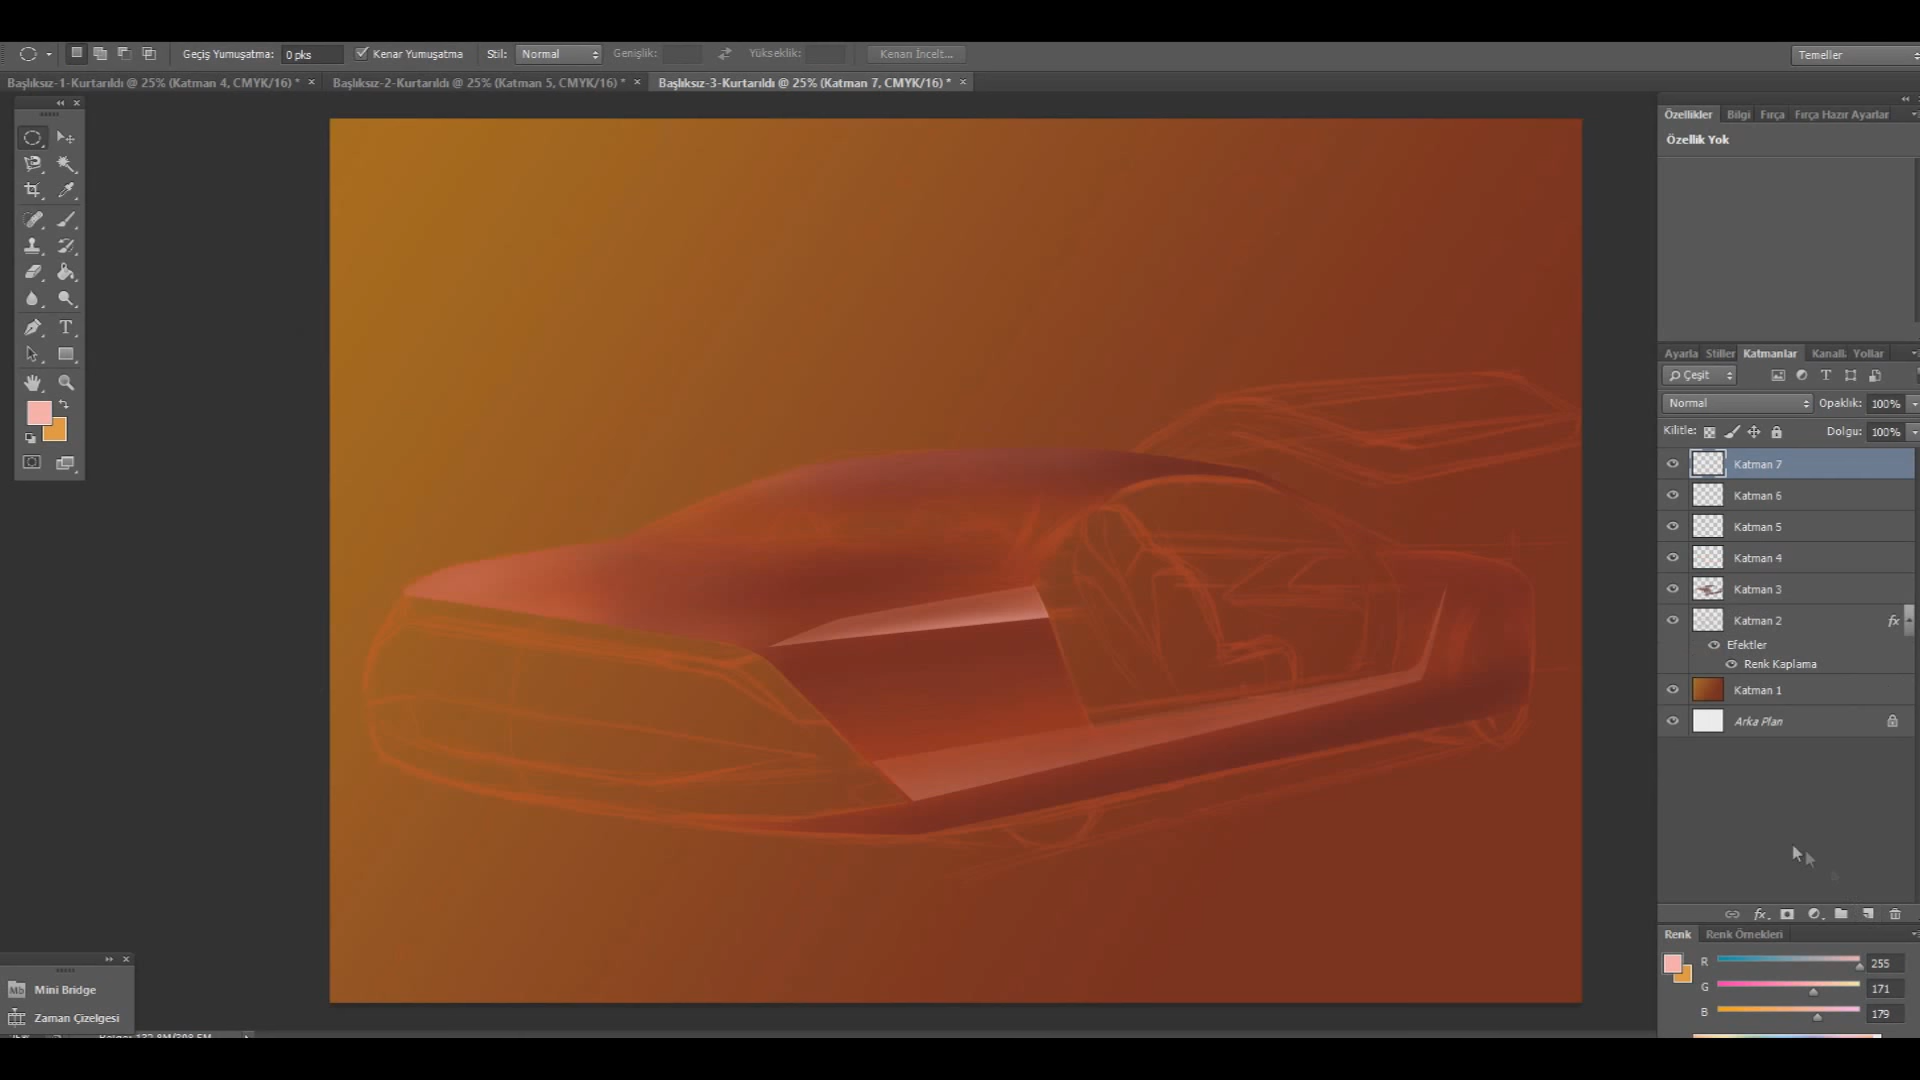 Geçiş Yumuşatma: 0 pks Kenar Yumuşatma Stil: Normal Genişlik: Yükseklik: Kenarı İncelt... Temeller
Başlıksız-1-Kurtarıldı @ 25% (Katman 4, CMYK/16) * × Başlıksız-2-Kurtarıldı @ 25% (Katman 5, CMYK/16) * × Başlıksız-3-Kurtarıldı @ 25% (Katman 7, CMYK/16) * ×
Özellikler Bilgi Fırça Fırça Hazır Ayarlar
Özellik Yok
Ayarla Stiller Katmanlar Kanall. Yollar
Çeşit
Normal Opaklık: 100%
Kilitle: Dolgu: 100%
Katman 7
Katman 6
Katman 5
Katman 4
Katman 3
Katman 2 fx
Efektler
Renk Kaplama
Katman 1
Arka Plan
fx
Renk Renk Örnekleri
R 255
G 171
B 179
Mb Mini Bridge
Zaman Çizelgesi